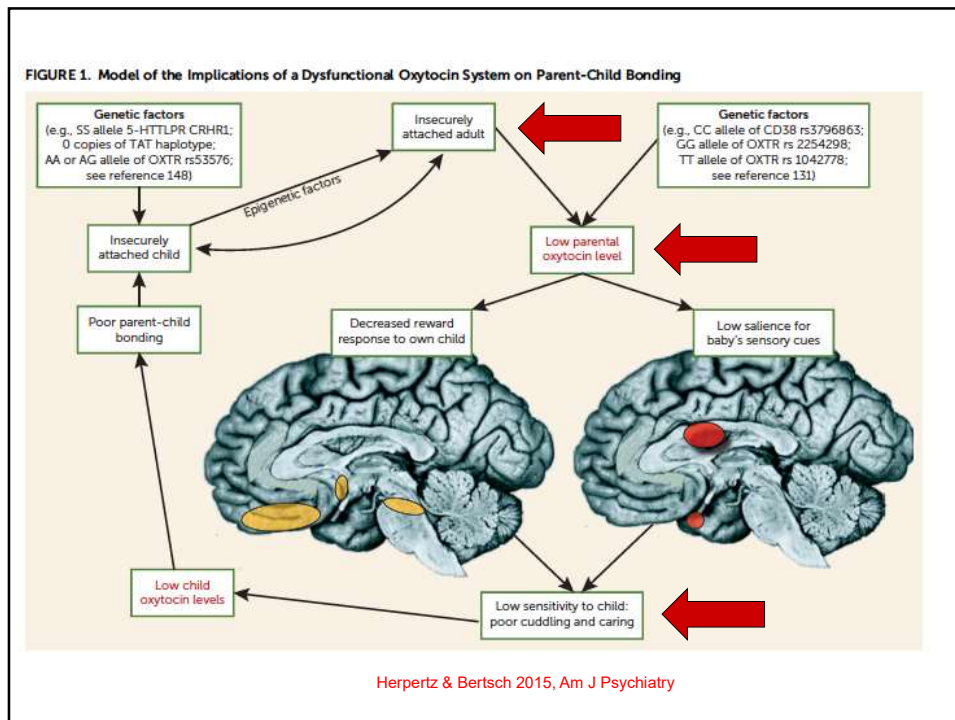 FIGURE 1. Model of the Implications of a Dysfunctional Oxytocin System on Parent-Child Bonding
Genetic factors
(e.g., SS allele 5-HTTLPR CRHR1;
0 copies of TAT haplotype;
AA or AG allele of OXTR rs53576;
see reference 148)
Insecurely
attached adult
Genetic factors
(e.g., CC allele of CD38 rs3796863;
GG allele of OXTR rs 2254298;
TT allele of OXTR rs 1042778;
see reference 131)
Epigenetic factors
Insecurely
attached child
Low parental
oxytocin level
Poor parent-child
bonding
Decreased reward
response to own child
Low salience for
baby's sensory cues
Low child
oxytocin levels
Low sensitivity to child:
poor cuddling and caring
Herpertz & Bertsch 2015, Am J Psychiatry